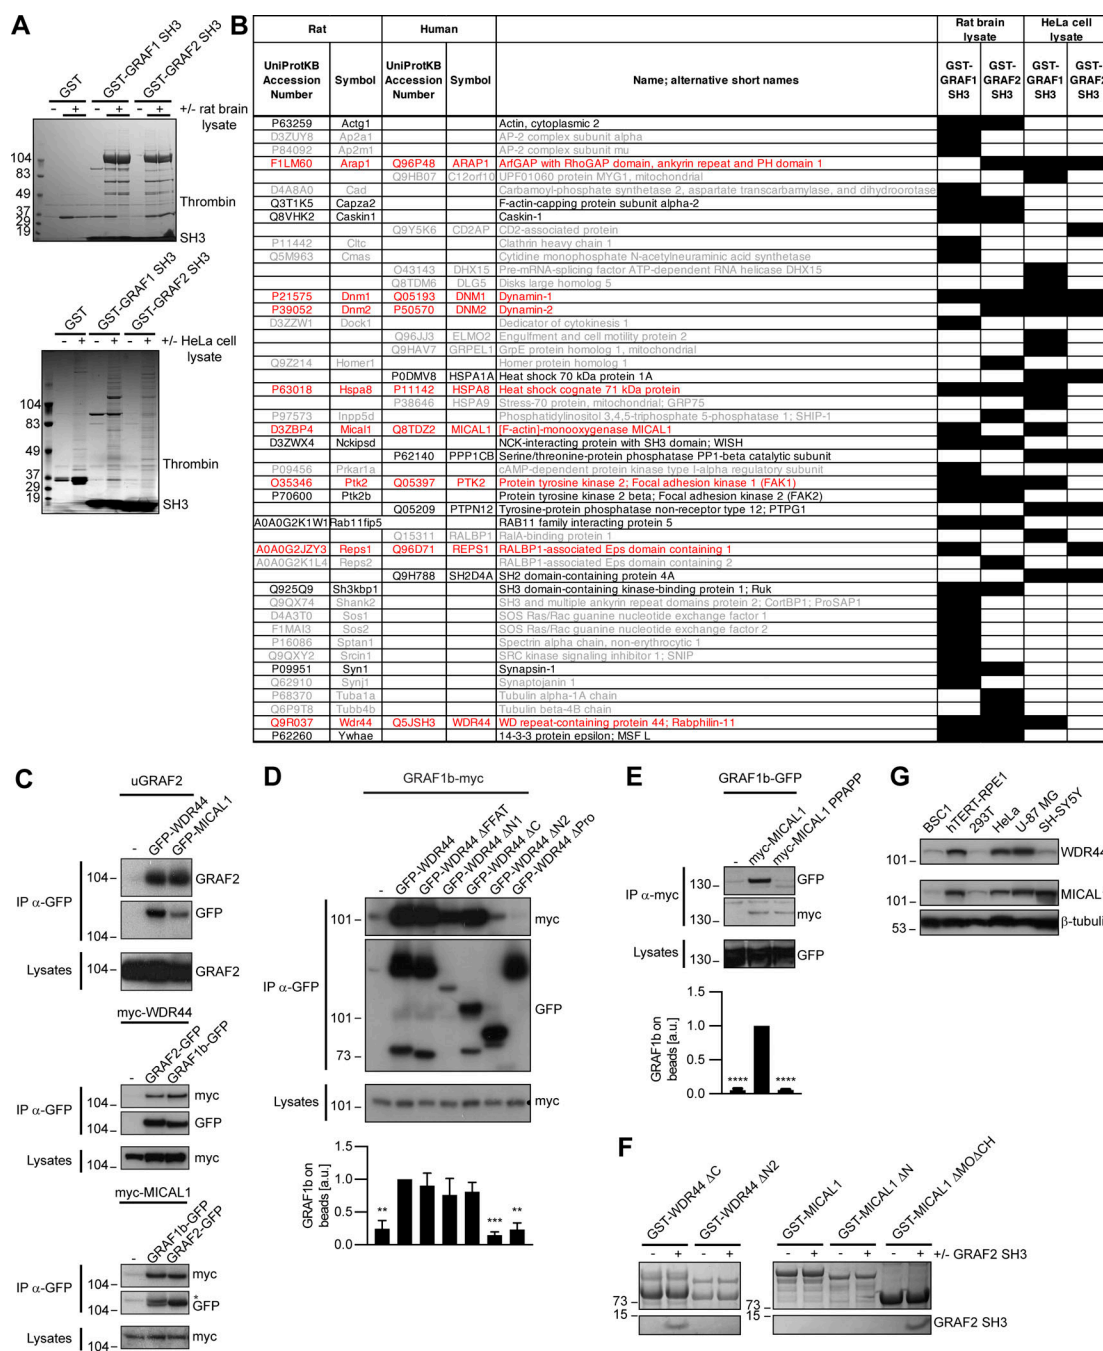 A
GST
GST-GRAF1 SH3
GST-GRAF2 SH3
- + - + - + +/- rat brain lysate
104
83
49
37
29
19
Thrombin
SH3
GST
GST-GRAF1 SH3
GST-GRAF2 SH3
- + - + - + +/- HeLa cell lysate
104
83
49
37
29
19
Thrombin
SH3
B
Rat Human Rat brain lysate HeLa cell lysate
UniProtKB Accession Number Symbol UniProtKB Accession Number Symbol Name; alternative short names GST-GRAF1 SH3 GST-GRAF2 SH3 GST-GRAF1 SH3 GST-GRAF2 SH3
P63259 Actg1 Actin, cytoplasmic 2
D3ZUY8 Ap2a1 AP-2 complex subunit alpha
P84092 Ap2m1 AP-2 complex subunit mu
F1LM60 Arap1 Q96P48 ARAP1 ArfGAP with RhoGAP domain, ankyrin repeat and PH domain 1
Q9HB07 C12orf10 UPF01060 protein MYG1, mitochondrial
D4A8A0 Cad Carbamoyl-phosphate synthetase 2, aspartate transcarbamylase, and dihydroorotase
Q3T1K5 Capza2 F-actin-capping protein subunit alpha-2
Q8VHK2 Caskin1 Caskin-1
Q9Y5K6 CD2AP CD2-associated protein
P11442 Cltc Clathrin heavy chain 1
Q5M963 Cmas Cytidine monophosphate N-acetylneuraminic acid synthetase
O43143 DHX15 Pre-mRNA-splicing factor ATP-dependent RNA helicase DHX15
Q8TDM6 DLG5 Disks large homolog 5
P21575 Dnm1 Q05193 DNM1 Dynamin-1
P39052 Dnm2 P50570 DNM2 Dynamin-2
D3ZZW1 Dock1 Dedicator of cytokinesis 1
Q96JJ3 ELMO2 Engulfment and cell motility protein 2
Q9HAV7 GRPEL1 GrpE protein homolog 1, mitochondrial
Q9Z214 Homer1 Homer protein homolog 1
P0DMV8 HSPA1A Heat shock 70 kDa protein 1A
P63018 Hspa8 P11142 HSPA8 Heat shock cognate 71 kDa protein
P38646 HSPA9 Stress-70 protein, mitochondrial; GRP75
P97573 Inpp5d Phosphatidylinositol 3,4,5-triphosphate 5-phosphatase 1; SHIP-1
D3ZBP4 Mical1 Q8TDZ2 MICAL1 [F-actin]-monooxygenase MICAL1
D3ZWX4 Nckipsd NCK-interacting protein with SH3 domain; WISH
P62140 PPP1CB Serine/threonine-protein phosphatase PP1-beta catalytic subunit
P09456 Prkar1a cAMP-dependent protein kinase type I-alpha regulatory subunit
O35346 Ptk2 Q05397 PTK2 Protein tyrosine kinase 2; Focal adhesion kinase 1 (FAK1)
P70600 Ptk2b Protein tyrosine kinase 2 beta; Focal adhesion kinase 2 (FAK2)
Q05209 PTPN12 Tyrosine-protein phosphatase non-receptor type 12; PTPG1
A0A0G2K1W1 Rab11fip5 RAB11 family interacting protein 5
Q15311 RALBP1 RalA-binding protein 1
A0A0G2JZY3 Reps1 Q96D71 REPS1 RALBP1-associated Eps domain containing 1
A0A0G2K1L4 Reps2 RALBP1-associated Eps domain containing 2
Q9H788 SH2D4A SH2 domain-containing protein 4A
Q925Q9 Sh3kbp1 SH3 domain-containing kinase-binding protein 1; Ruk
Q9QX74 Shank2 SH3 and multiple ankyrin repeat domains protein 2; CortBP1; ProSAP1
D4A3T0 Sos1 SOS Ras/Rac guanine nucleotide exchange factor 1
F1MAI3 Sos2 SOS Ras/Rac guanine nucleotide exchange factor 2
P16086 Sptan1 Spectrin alpha chain, non-erythrocytic 1
Q9QXY2 Srcin1 SRC kinase signaling inhibitor 1; SNIP
P09951 Syn1 Synapsin-1
Q62910 Synj1 Synaptojanin 1
P68370 Tuba1a Tubulin alpha-1A chain
Q6P9T8 Tubb4b Tubulin beta-4B chain
Q9R037 Wdr44 Q5JSH3 WDR44 WD repeat-containing protein 44; Rabphilin-11
P62260 Ywhae 14-3-3 protein epsilon; MSF L
C
uGRAF2
- GFP-WDR44 GFP-MICAL1
IP α-GFP 104 GRAF2
104 GFP
Lysates 104 GRAF2
myc-WDR44
- GRAF2-GFP GRAF1b-GFP
IP α-GFP 104 myc
104 GFP
Lysates 104 myc
myc-MICAL1
- GRAF1b-GFP GRAF2-GFP
IP α-GFP 104 myc
104 * GFP
Lysates 104 myc
D
GRAF1b-myc
- GFP-WDR44 GFP-WDR44 ΔFFAT GFP-WDR44 ΔN1 GFP-WDR44 ΔC GFP-WDR44 ΔN2 GFP-WDR44 ΔPro
IP α-GFP 101 myc
101 GFP
73
Lysates 101 myc
GRAF1b on beads [a.u.]
1.5
1.0
0.5
0.0
** *** **
E
GRAF1b-GFP
- myc-MICAL1 myc-MICAL1 PPAPP
IP α-myc 130 GFP
130 myc
Lysates 130 GFP
GRAF1b on beads [a.u.]
1.5
1.0
0.5
0.0
**** ****
F
GST-WDR44 ΔC
GST-WDR44 ΔN2
GST-MICAL1
GST-MICAL1 ΔN
GST-MICAL1 ΔMOΔCH
- + - + - + - + - + +/- GRAF2 SH3
73
15
73
15
GRAF2 SH3
G
BSC1 hTERT-RPE1 293T HeLa U-87 MG SH-SY5Y
101 WDR44
101 MICAL1
53 β-tubulin